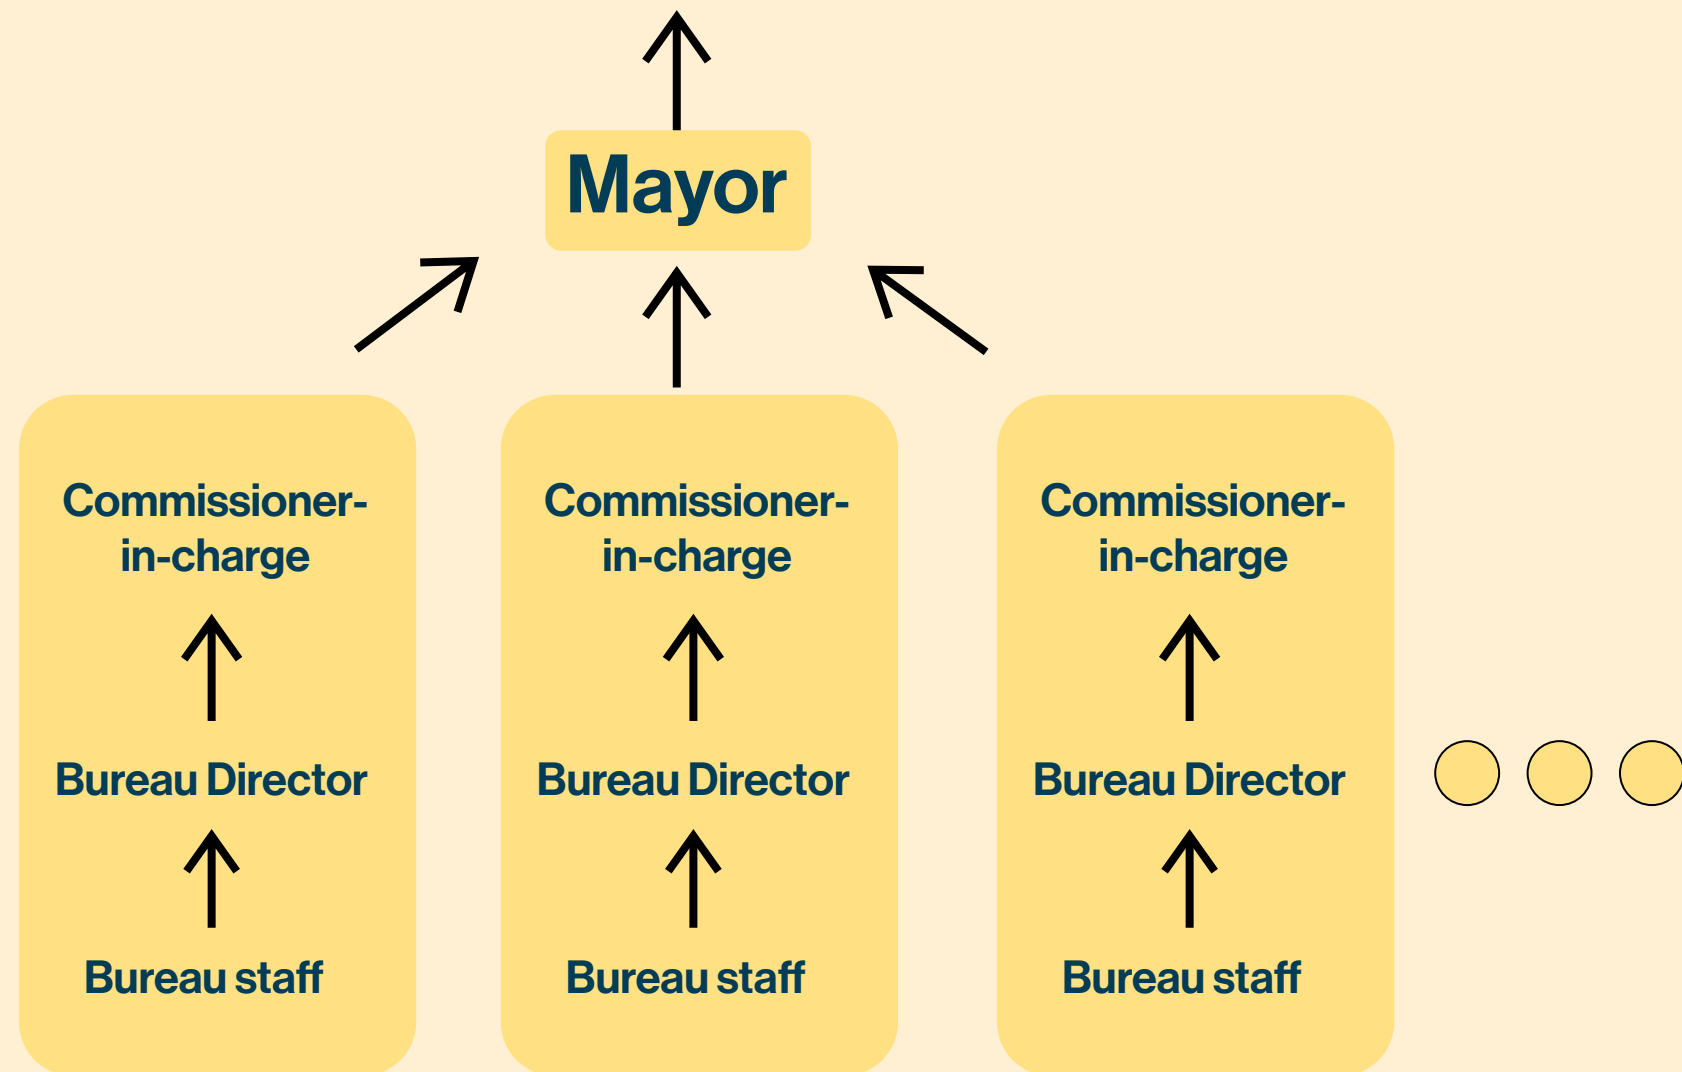 Mayor
Commissioner-
in-charge
Bureau Director
Bureau staff
Commissioner-
in-charge
Bureau Director
Bureau staff
Commissioner-
in-charge
Bureau Director
Bureau staff